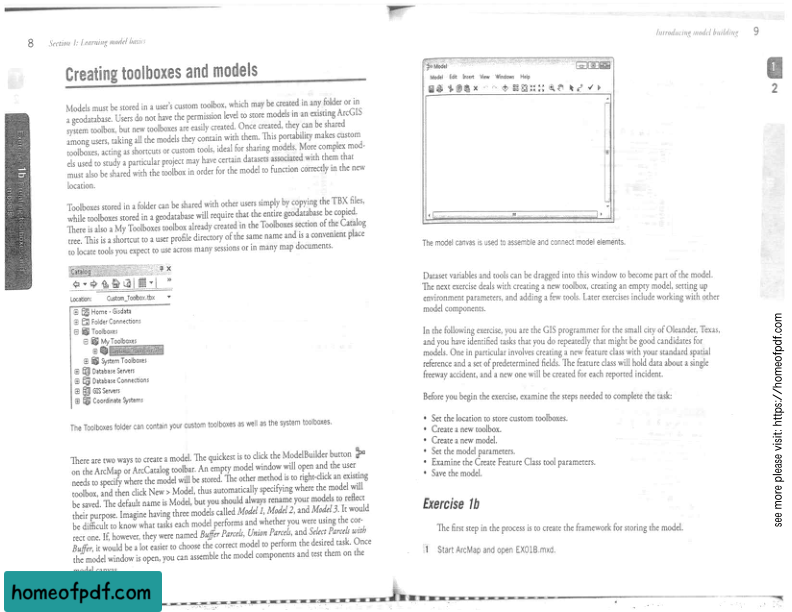 8 Section 1: Learning model basics
Creating toolboxes and models
Models must be stored in a user's custom toolbox, which may be created in any folder or in
a geodatabase. Users do not have the permission level to store models in an existing ArcGIS
system toolbox, but new toolboxes are easily created. Once created, they can be shared
among users, taking all the models they contain with them. This portability makes custom
toolboxes, acting as shortcuts or custom tools, ideal for sharing models. More complex mod-
els used to study a particular project may have certain datasets associated with them that
must also be shared with the toolbox in order for the model to function correctly in the new
location.
Toolboxes stored in a folder can be shared with other users simply by copying the TBX files,
while toolboxes stored in a geodatabase will require that the entire geodatabase be copied.
There is also a My Toolboxes toolbox already created in the Toolboxes section of the Catalog
tree. This is a shortcut to a user profile directory of the same name and is a convenient place
to locate tools you expect to use across many sessions or in many map documents.
1b
Catalog
Location: Custom_Toolbox.tbx
Home - Gisdata
Folder Connections
Toolboxes
My Toolboxes
System Toolboxes
Database Servers
Database Connections
GIS Servers
Coordinate Systems
The Toolboxes folder can contain your custom toolboxes as well as the system toolboxes.
There are two ways to create a model. The quickest is to click the ModelBuilder button
on the ArcMap or ArcCatalog toolbar. An empty model window will open and the user
needs to specify where the model will be stored. The other method is to right-click an existing
toolbox, and then click New > Model, thus automatically specifying where the model will
be saved. The default name is Model, but you should always rename your models to reflect
their purpose. Imagine having three models called Model 1, Model 2, and Model 3. It would
be difficult to know what tasks each model performs and whether you were using the cor-
rect one. If, however, they were named Buffer Parcels, Union Parcels, and Select Parcels with
Buffer, it would be a lot easier to choose the correct model to perform the desired task. Once
the model window is open, you can assemble the model components and test them on the
model canvas.
homeofpdf.com
Introducing model building 9
1
2
Model
Model Edit Insert View Windows Help
The model canvas is used to assemble and connect model elements.
Dataset variables and tools can be dragged into this window to become part of the model.
The next exercise deals with creating a new toolbox, creating an empty model, setting up
environment parameters, and adding a few tools. Later exercises include working with other
model components.
In the following exercise, you are the GIS programmer for the small city of Oleander, Texas,
and you have identified tasks that you do repeatedly that might be good candidates for
models. One in particular involves creating a new feature class with your standard spatial
reference and a set of predetermined fields. The feature class will hold data about a single
freeway accident, and a new one will be created for each reported incident.
Before you begin the exercise, examine the steps needed to complete the task:
• Set the location to store custom toolboxes.
• Create a new toolbox.
• Create a new model.
• Set the model parameters.
• Examine the Create Feature Class tool parameters.
• Save the model.
Exercise 1b
The first step in the process is to create the framework for storing the model.
1 Start ArcMap and open EX01B.mxd.
see more please visit: https://homeofpdf.com